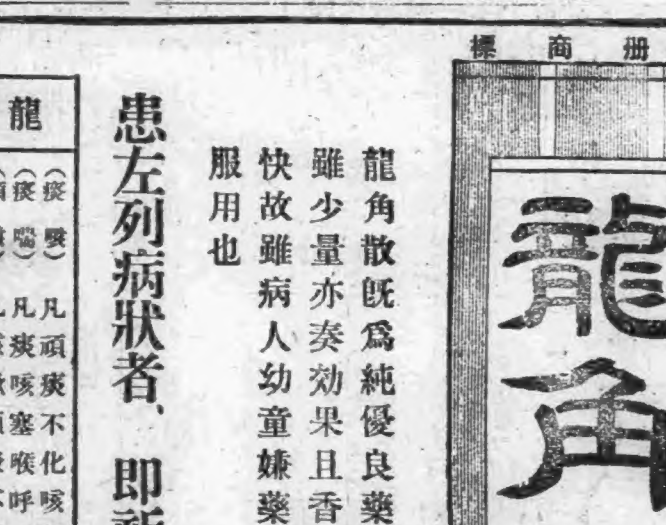 冊商標
龍角
龍角散既爲純優良藥
雖少量亦奏効果且香
快故雖病人幼童嫌藥
服用也
患左列病狀者、即
龍
(痰咳)凡頑痰不化咳
(痰喘)凡痰咳塞喉呼